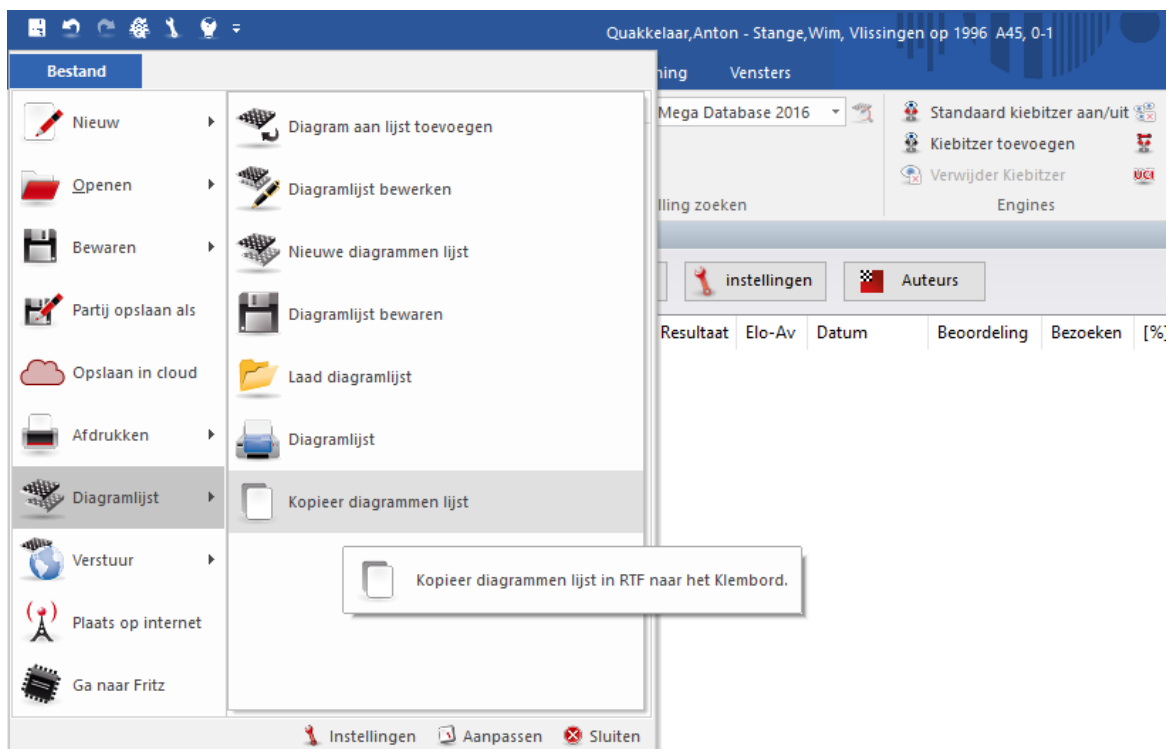 Quakkelaar,Anton - Stange,Wim, Vlissingen op 1996 A45, 0-1
Bestand
ning Vensters
Nieuw
Openen
Bewaren
Partij opslaan als
Opslaan in cloud
Afdrukken
Diagramlijst
Verstuur
Plaats op internet
Ga naar Fritz
Diagram aan lijst toevoegen
Diagramlijst bewerken
Nieuwe diagrammen lijst
Diagramlijst bewaren
Laad diagramlijst
Diagramlijst
Kopieer diagrammen lijst
Kopieer diagrammen lijst in RTF naar het Klembord.
Instellingen Aanpassen Sluiten
Mega Database 2016
lling zoeken
Standaard kiebitzer aan/uit
Kiebitzer toevoegen
Verwijder Kiebitzer
UCI
Engines
instellingen Auteurs
Resultaat Elo-Av Datum Beoordeling Bezoeken [%]